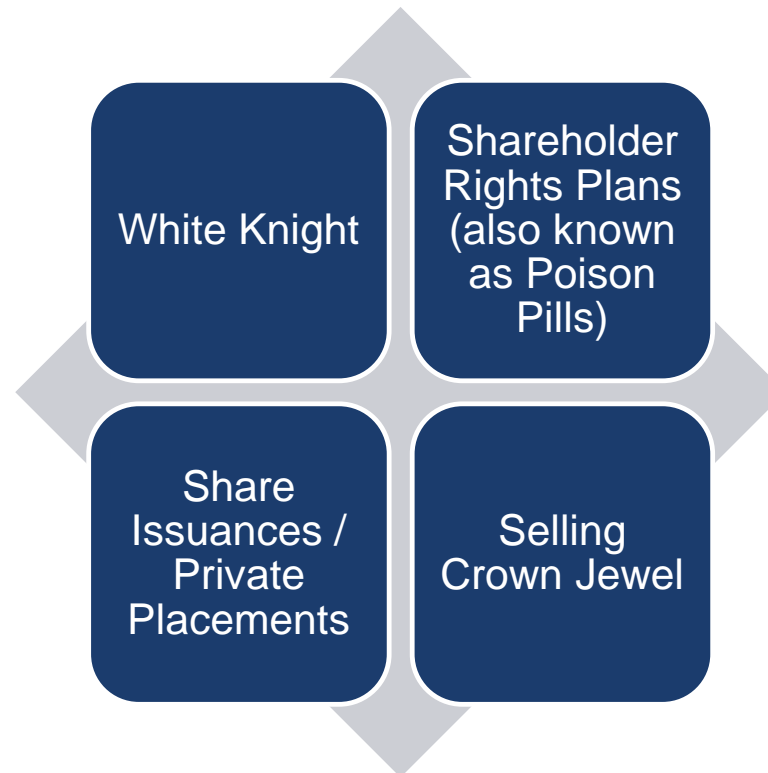 White Knight
Shareholder
Rights Plans
(also known
as Poison
Pills)
Share
Issuances /
Private
Placements
Selling
Crown Jewel